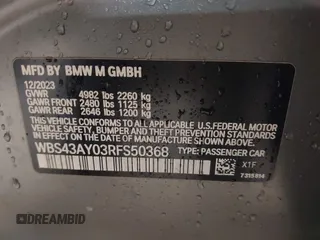 MFD BY BMW M GMBH
12/2023
GVWR 4982 lbs 2260 kg
GAWR FRONT 2480 lbs 1125 kg
GAWR REAR 2646 lbs 1200 kg
THIS VEHICLE CONFORMS TO ALL
APPLICABLE FEDERAL MOTOR
VEHICLE SAFETY, BUMPER, AND
THEFT PREVENTION STANDARDS IN
EFFECT ON THE DATE OF
MANUFACTURE SHOWN ABOVE.
WBS43AY03RFS50368 TYPE: PASSENGER CAR
XTF
DREAMBID